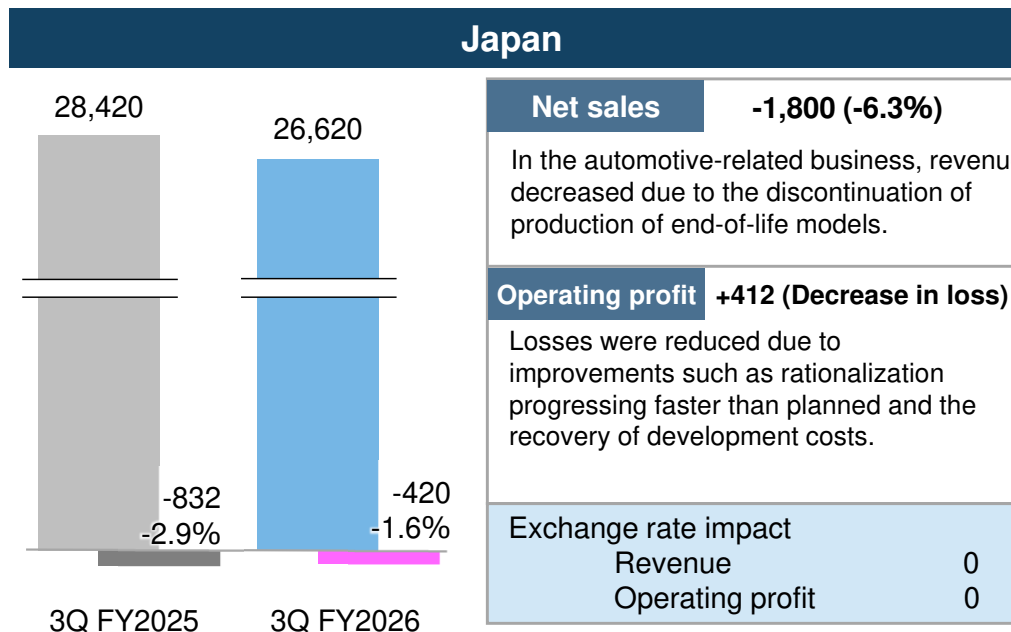 Japan
28,420
26,620
-832
-2.9%
-420
-1.6%
3Q FY2025
3Q FY2026
Net sales -1,800 (-6.3%)
In the automotive-related business, revenu
decreased due to the discontinuation of
production of end-of-life models.
Operating profit +412 (Decrease in loss)
Losses were reduced due to
improvements such as rationalization
progressing faster than planned and the
recovery of development costs.
Exchange rate impact
Revenue 0
Operating profit 0